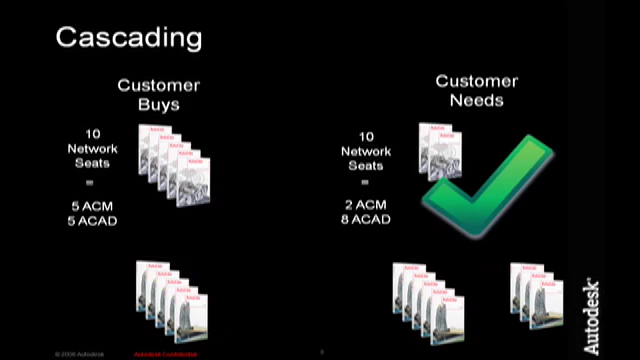 Cascading
Customer
Buys
10
Network
Seats
=
5 ACM
5 ACAD
Customer
Needs
10
Network
Seats
=
2 ACM
8 ACAD
Autodesk
© 2008 Autodesk
Autodesk Confidential